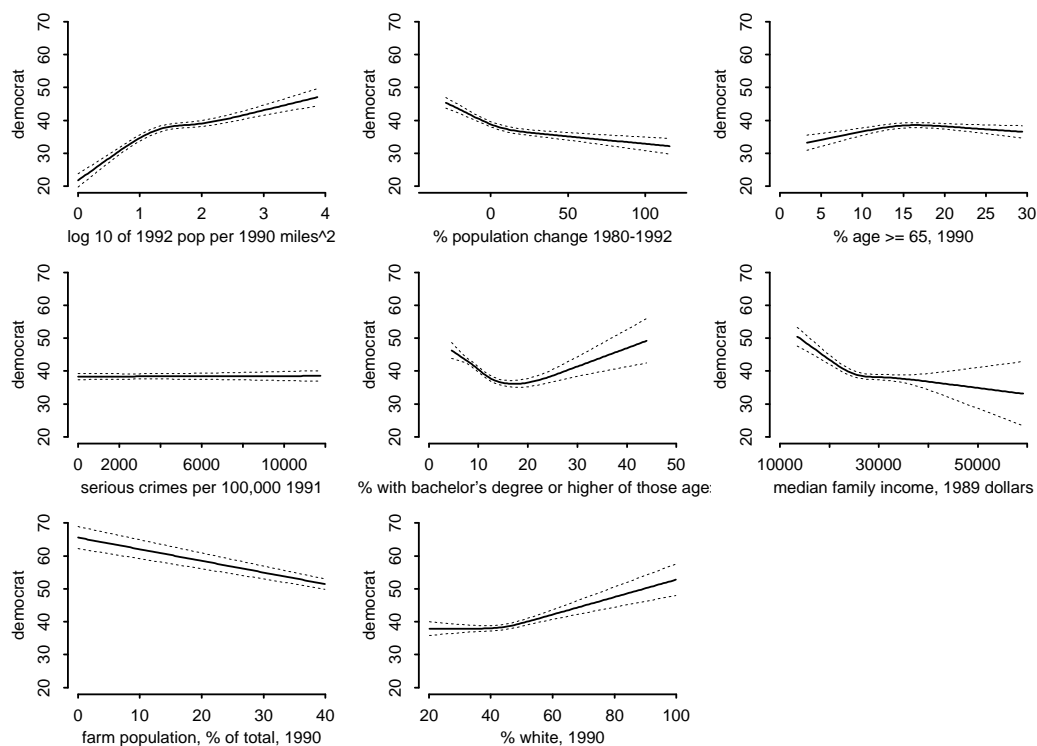 70
60
50
40
30
20
democrat
0 1 2 3 4
log 10 of 1992 pop per 1990 miles^2
70
60
50
40
30
20
democrat
0 50 100
% population change 1980-1992
70
60
50
40
30
20
democrat
0 5 10 15 20 25 30
% age >= 65, 1990
70
60
50
40
30
20
democrat
0 2000 6000 10000
serious crimes per 100,000 1991
70
60
50
40
30
20
democrat
0 10 20 30 40 50
% with bachelor's degree or higher of those age
70
60
50
40
30
20
democrat
10000 30000 50000
median family income, 1989 dollars
70
60
50
40
30
20
democrat
0 10 20 30 40
farm population, % of total, 1990
70
60
50
40
30
20
democrat
20 40 60 80 100
% white, 1990